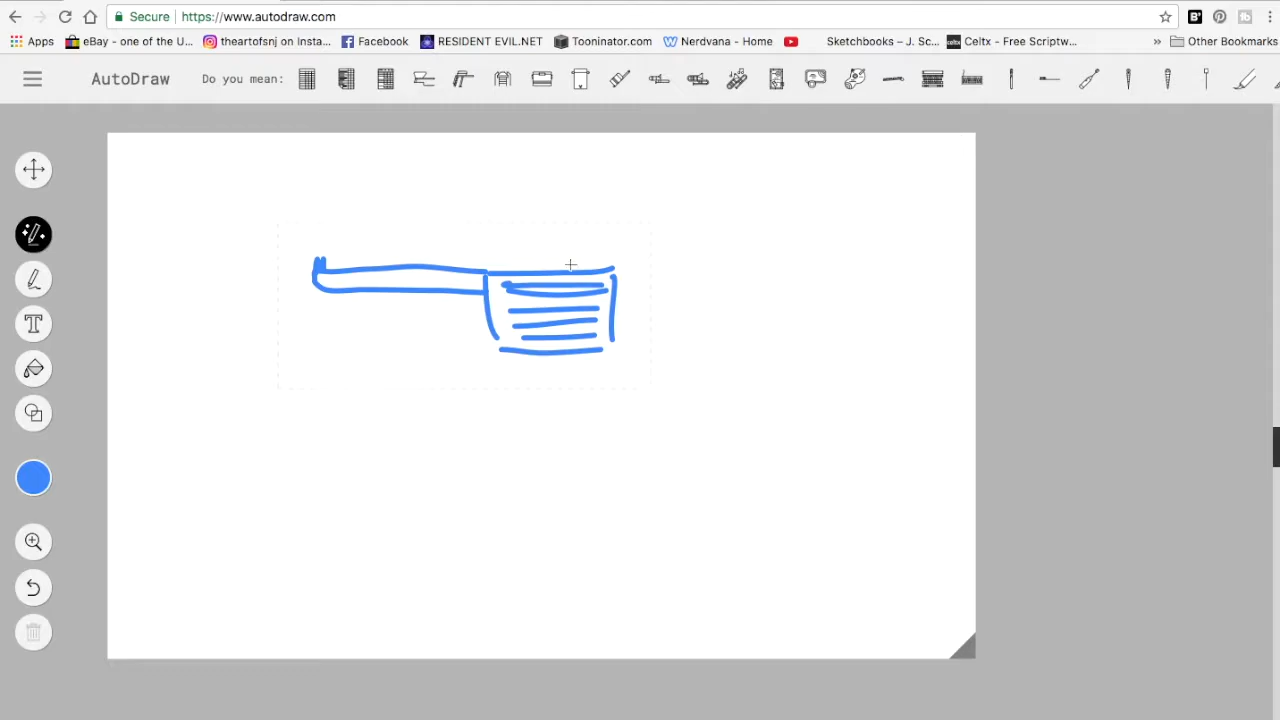 Secure https://www.autodraw.com
Apps eBay - one of the U... theartofsnj on Insta... Facebook RESIDENT EVIL.NET Tooninator.com Nerdvana - Home Sketchbooks – J. Sc... Celtx - Free Scriptw... » Other Bookmarks
AutoDraw Do you mean:
T